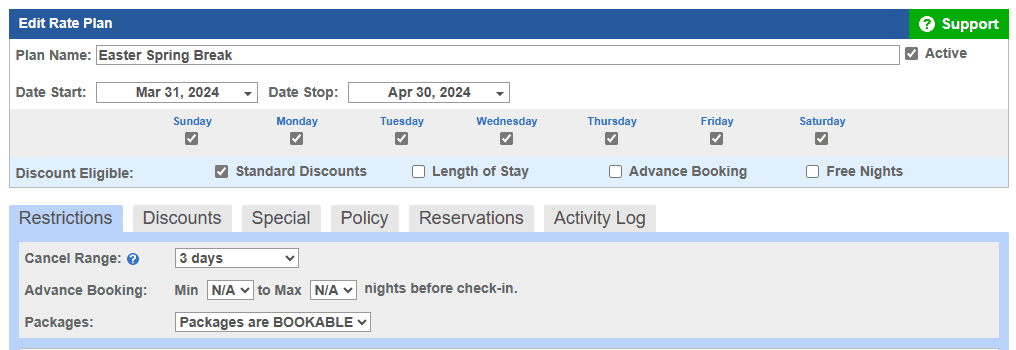 Edit Rate Plan ? Support
Plan Name: Easter Spring Break Active
Date Start: Mar 31, 2024 Date Stop: Apr 30, 2024
Sunday Monday Tuesday Wednesday Thursday Friday Saturday
Discount Eligible: Standard Discounts Length of Stay Advance Booking Free Nights
Restrictions Discounts Special Policy Reservations Activity Log
Cancel Range: ? 3 days
Advance Booking: Min N/A to Max N/A nights before check-in.
Packages: Packages are BOOKABLE